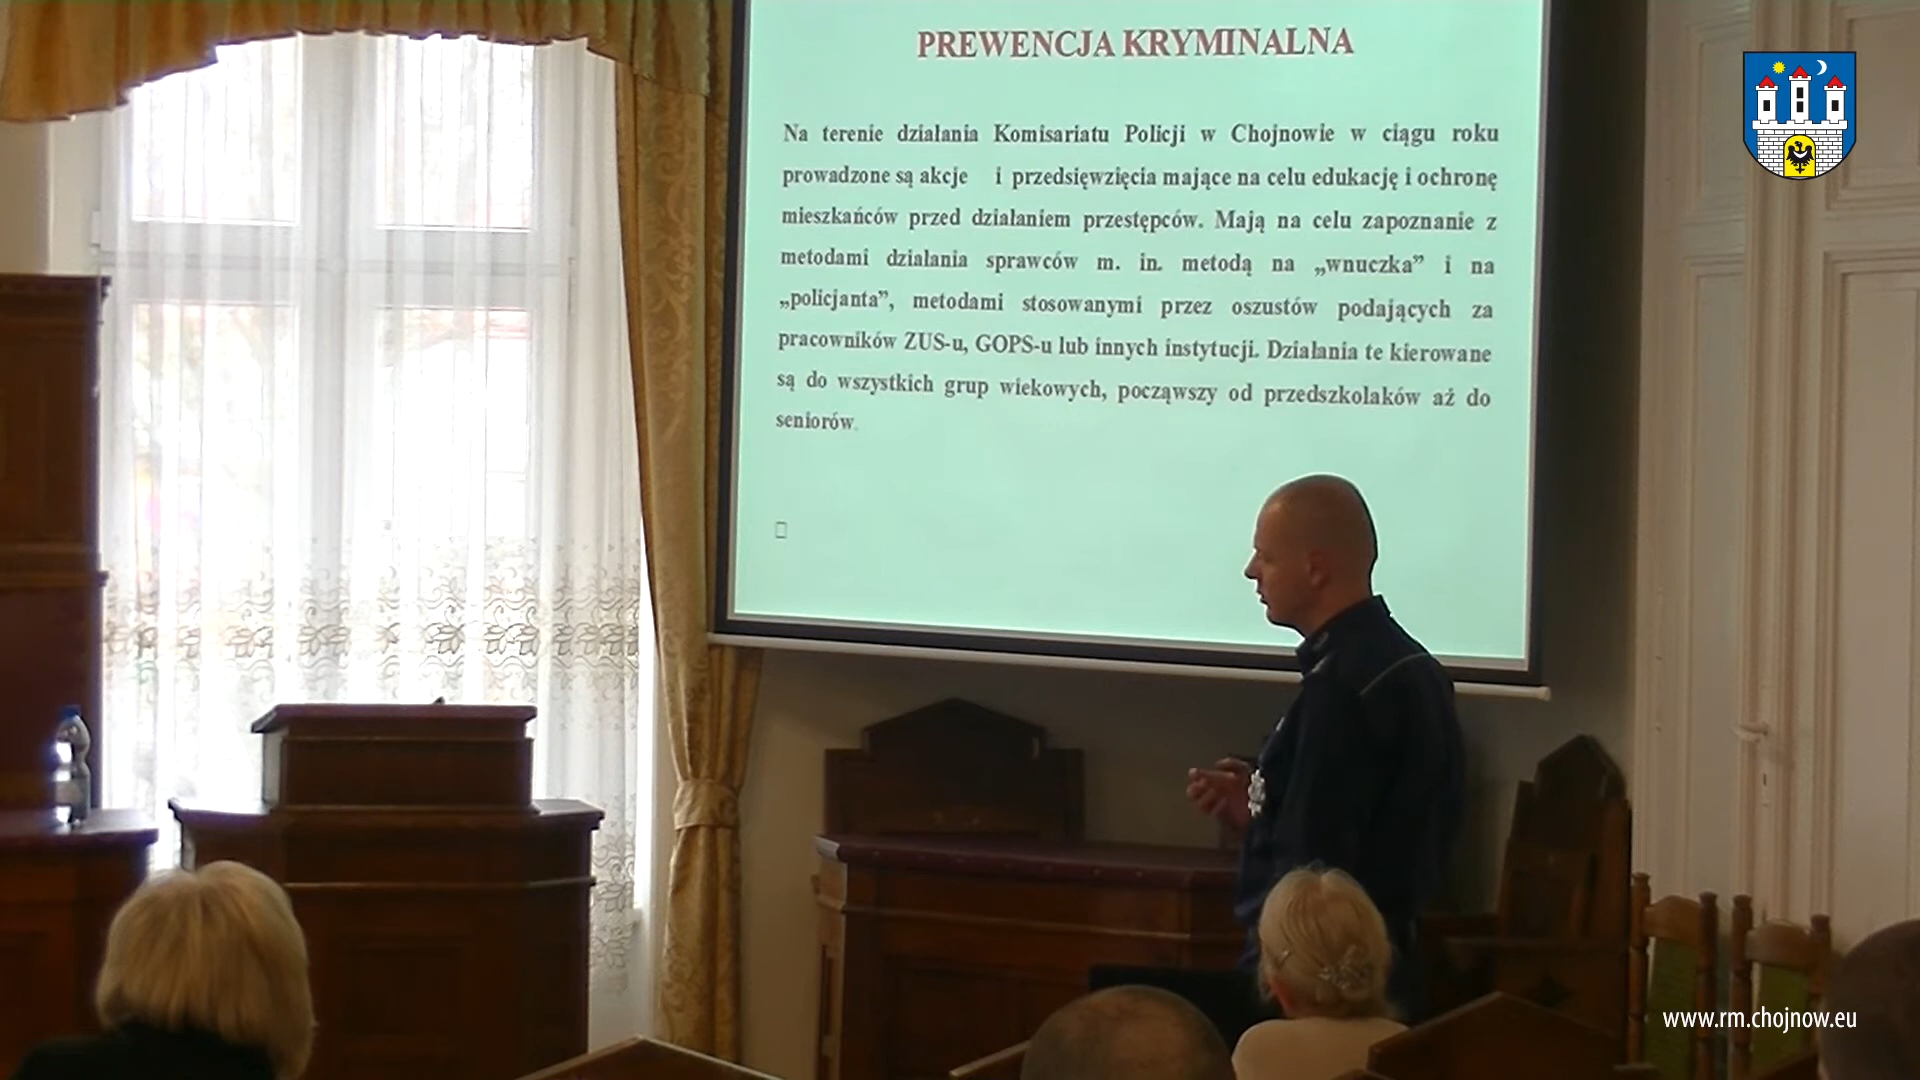 PREWENCJA KRYMINALNA
Na terenie działania Komisariatu Policji w Chojnowie w ciągu roku
prowadzone są akcje i przedsięwzięcia mające na celu edukację i ochronę
mieszkańców przed działaniem przestępców. Mają na celu zapoznanie z
metodami działania sprawców m. in. metodą na „wnuczka” i na
„policjanta”, metodami stosowanymi przez oszustów podających za
pracowników ZUS-u, GOPS-u lub innych instytucji. Działania te kierowane
są do wszystkich grup wiekowych, począwszy od przedszkolaków aż do
seniorów.
www.rm.chojnow.eu